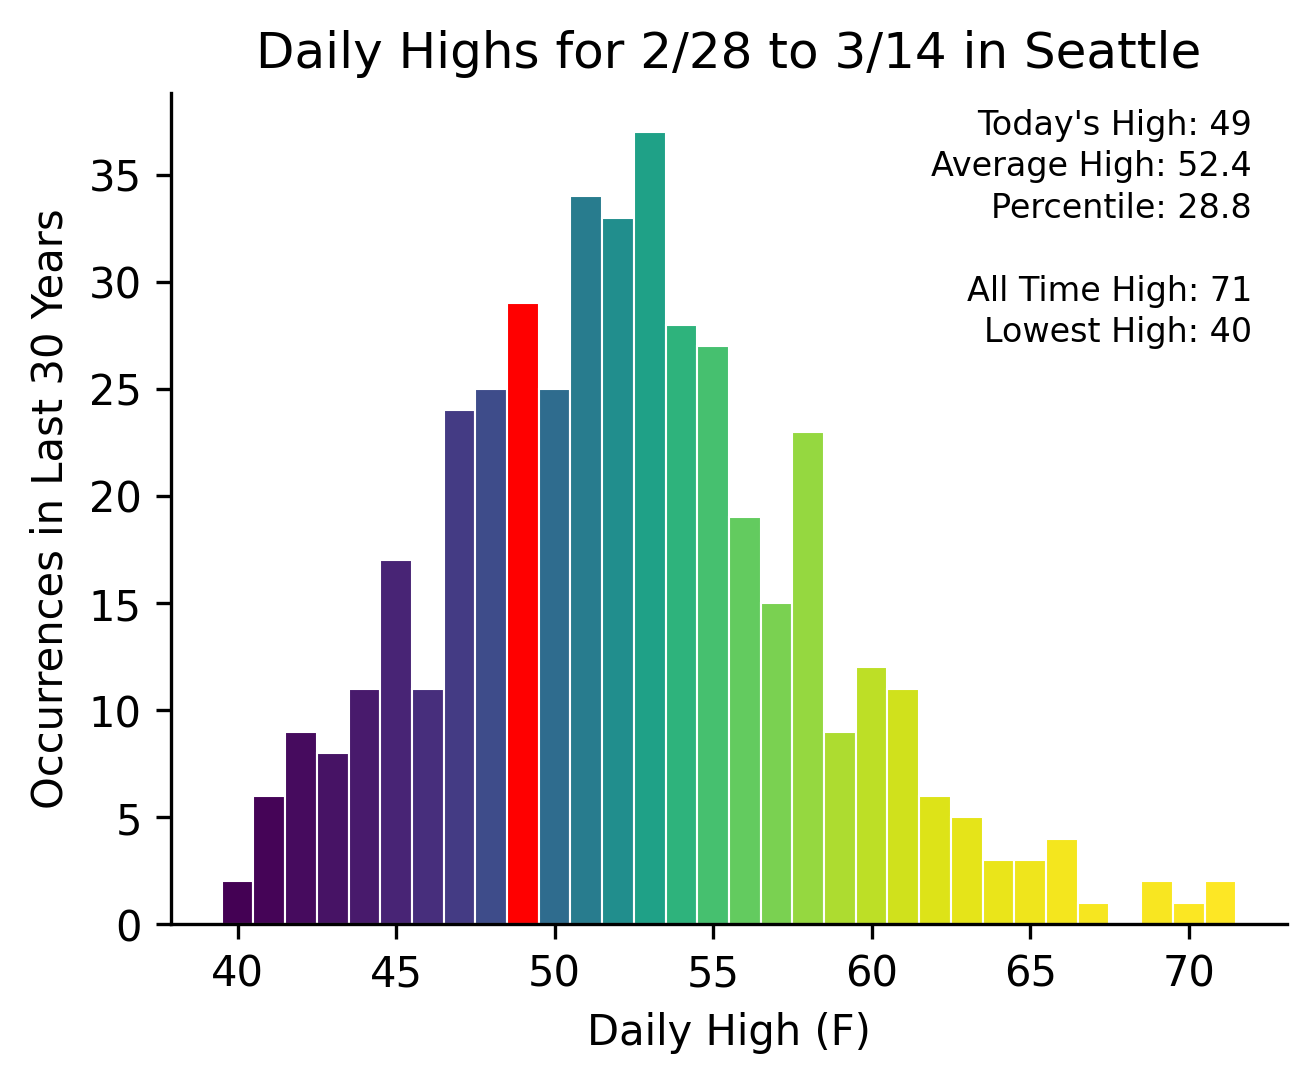 Daily Highs for 2/28 to 3/14 in Seattle
Today's High: 49
Average High: 52.4
Percentile: 28.8
All Time High: 71
Lowest High: 40
Occurrences in Last 30 Years
35
30
25
20
15
10
5
0
40 45 50 55 60 65 70
Daily High (F)